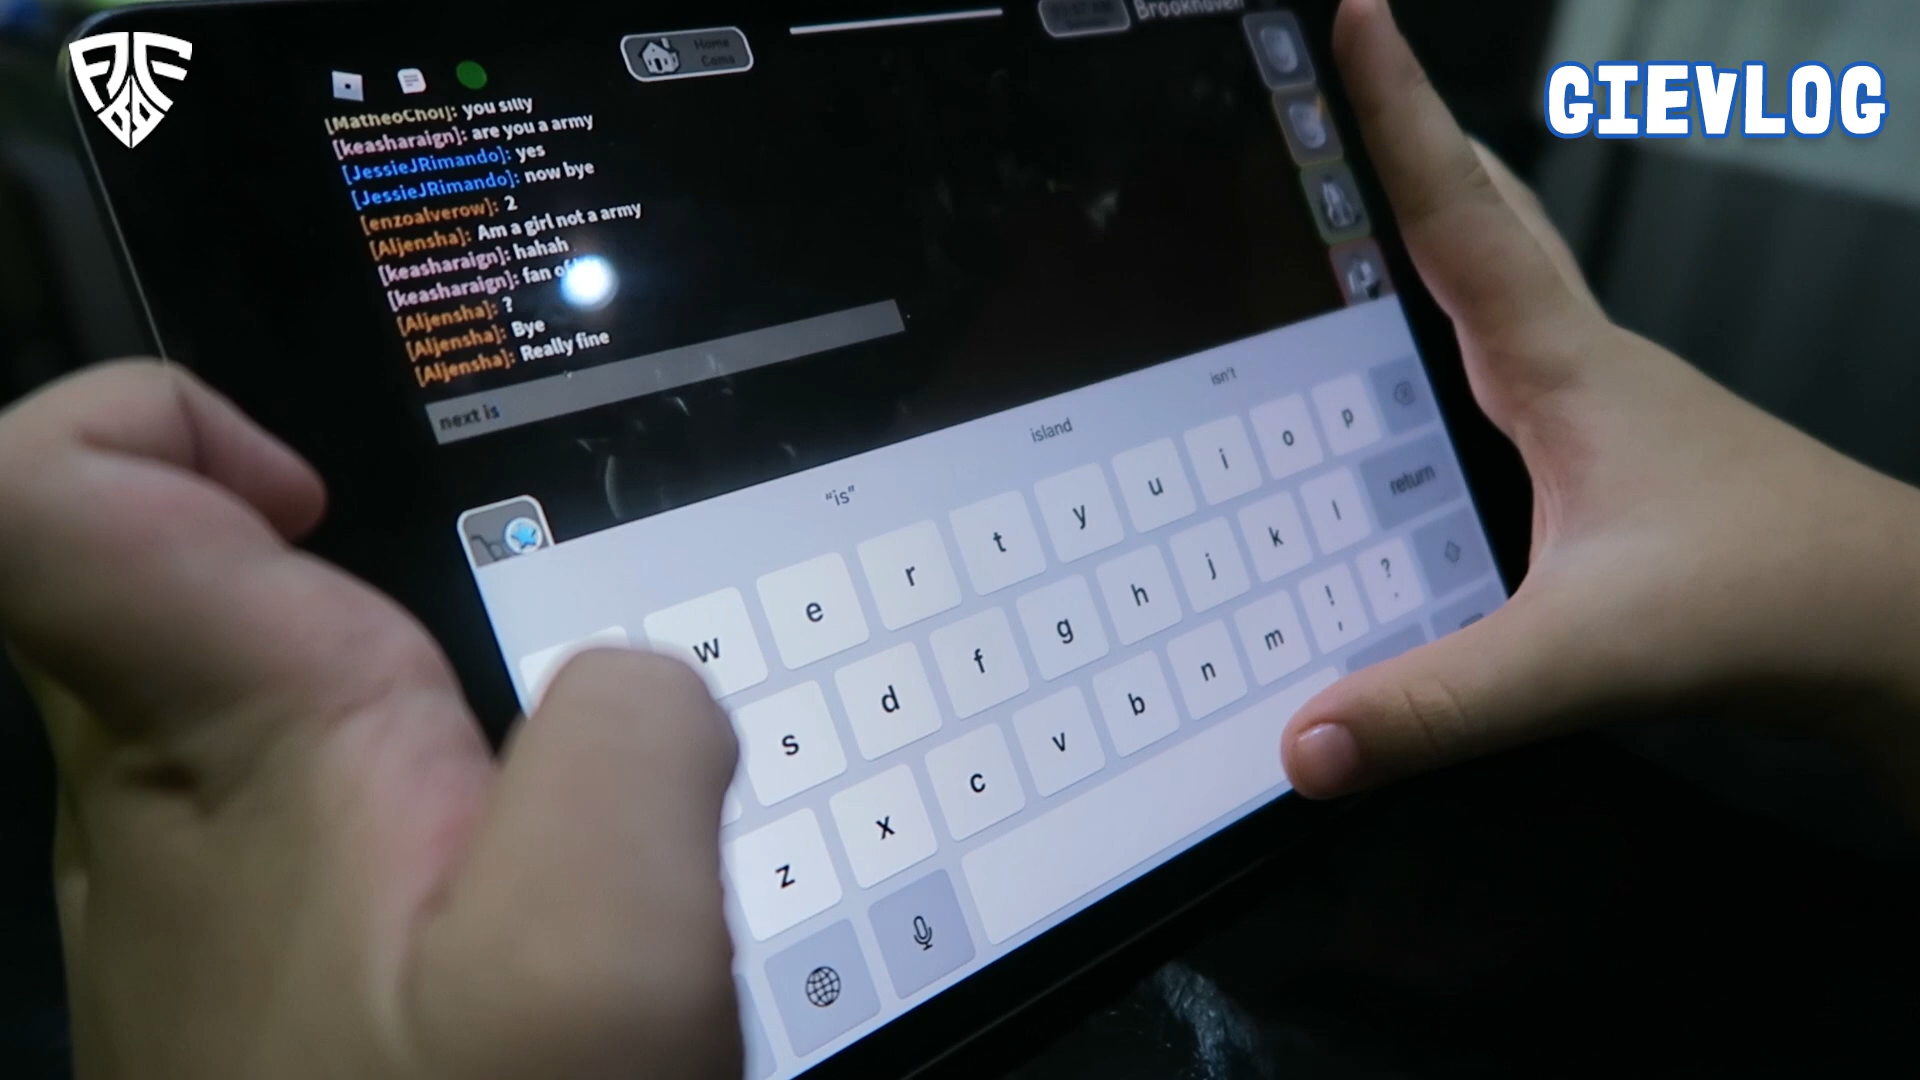 GIEVLOG
Home
Brookhaven
[MatheoChoi]: you silly
[keasharaign]: are you a army
[JessieJRimando]: yes
[JessieJRimando]: now bye
[enzoalverow]: 2
[Aljensha]: Am a girl not a army
[keasharaign]: hahah
[keasharaign]: fan of
[Aljensha]: ?
[Aljensha]: Bye
[Aljensha]: Really fine
next is
“is” island isn't
w e r t y u i o p
s d f g h j k l return
z x c v b n m ! , ? .